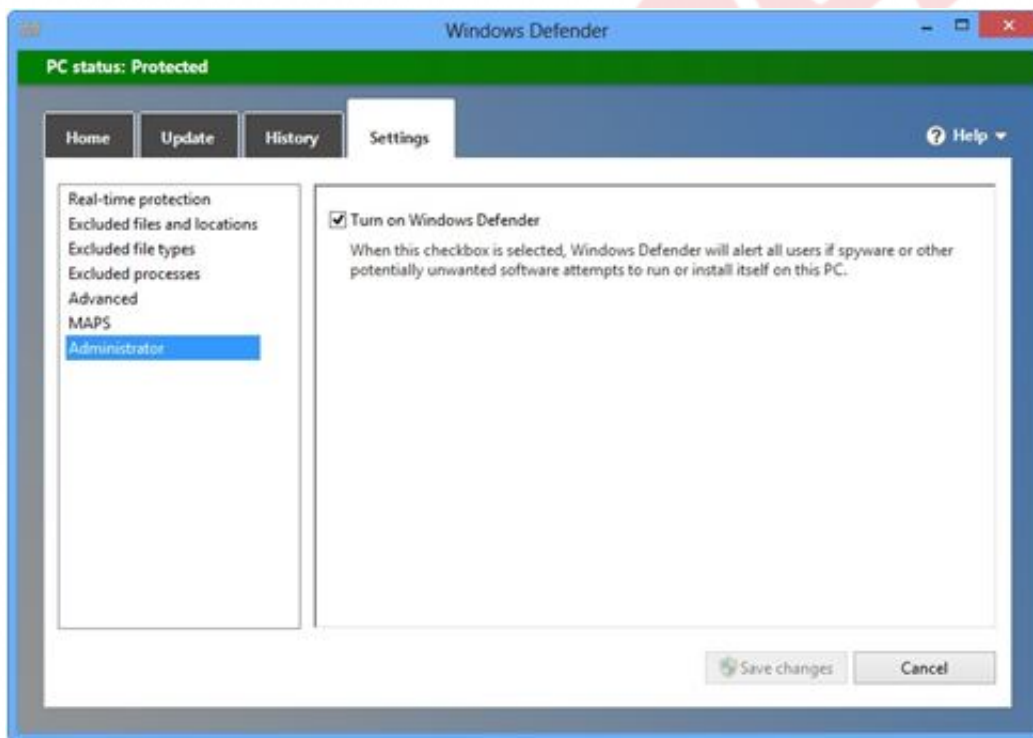 Windows Defender
PC status: Protected
Home
Update
History
Settings
Help
Real-time protection
Excluded files and locations
Excluded file types
Excluded processes
Advanced
MAPS
Administrator
Turn on Windows Defender
When this checkbox is selected, Windows Defender will alert all users if spyware or other
potentially unwanted software attempts to run or install itself on this PC.
Save changes
Cancel